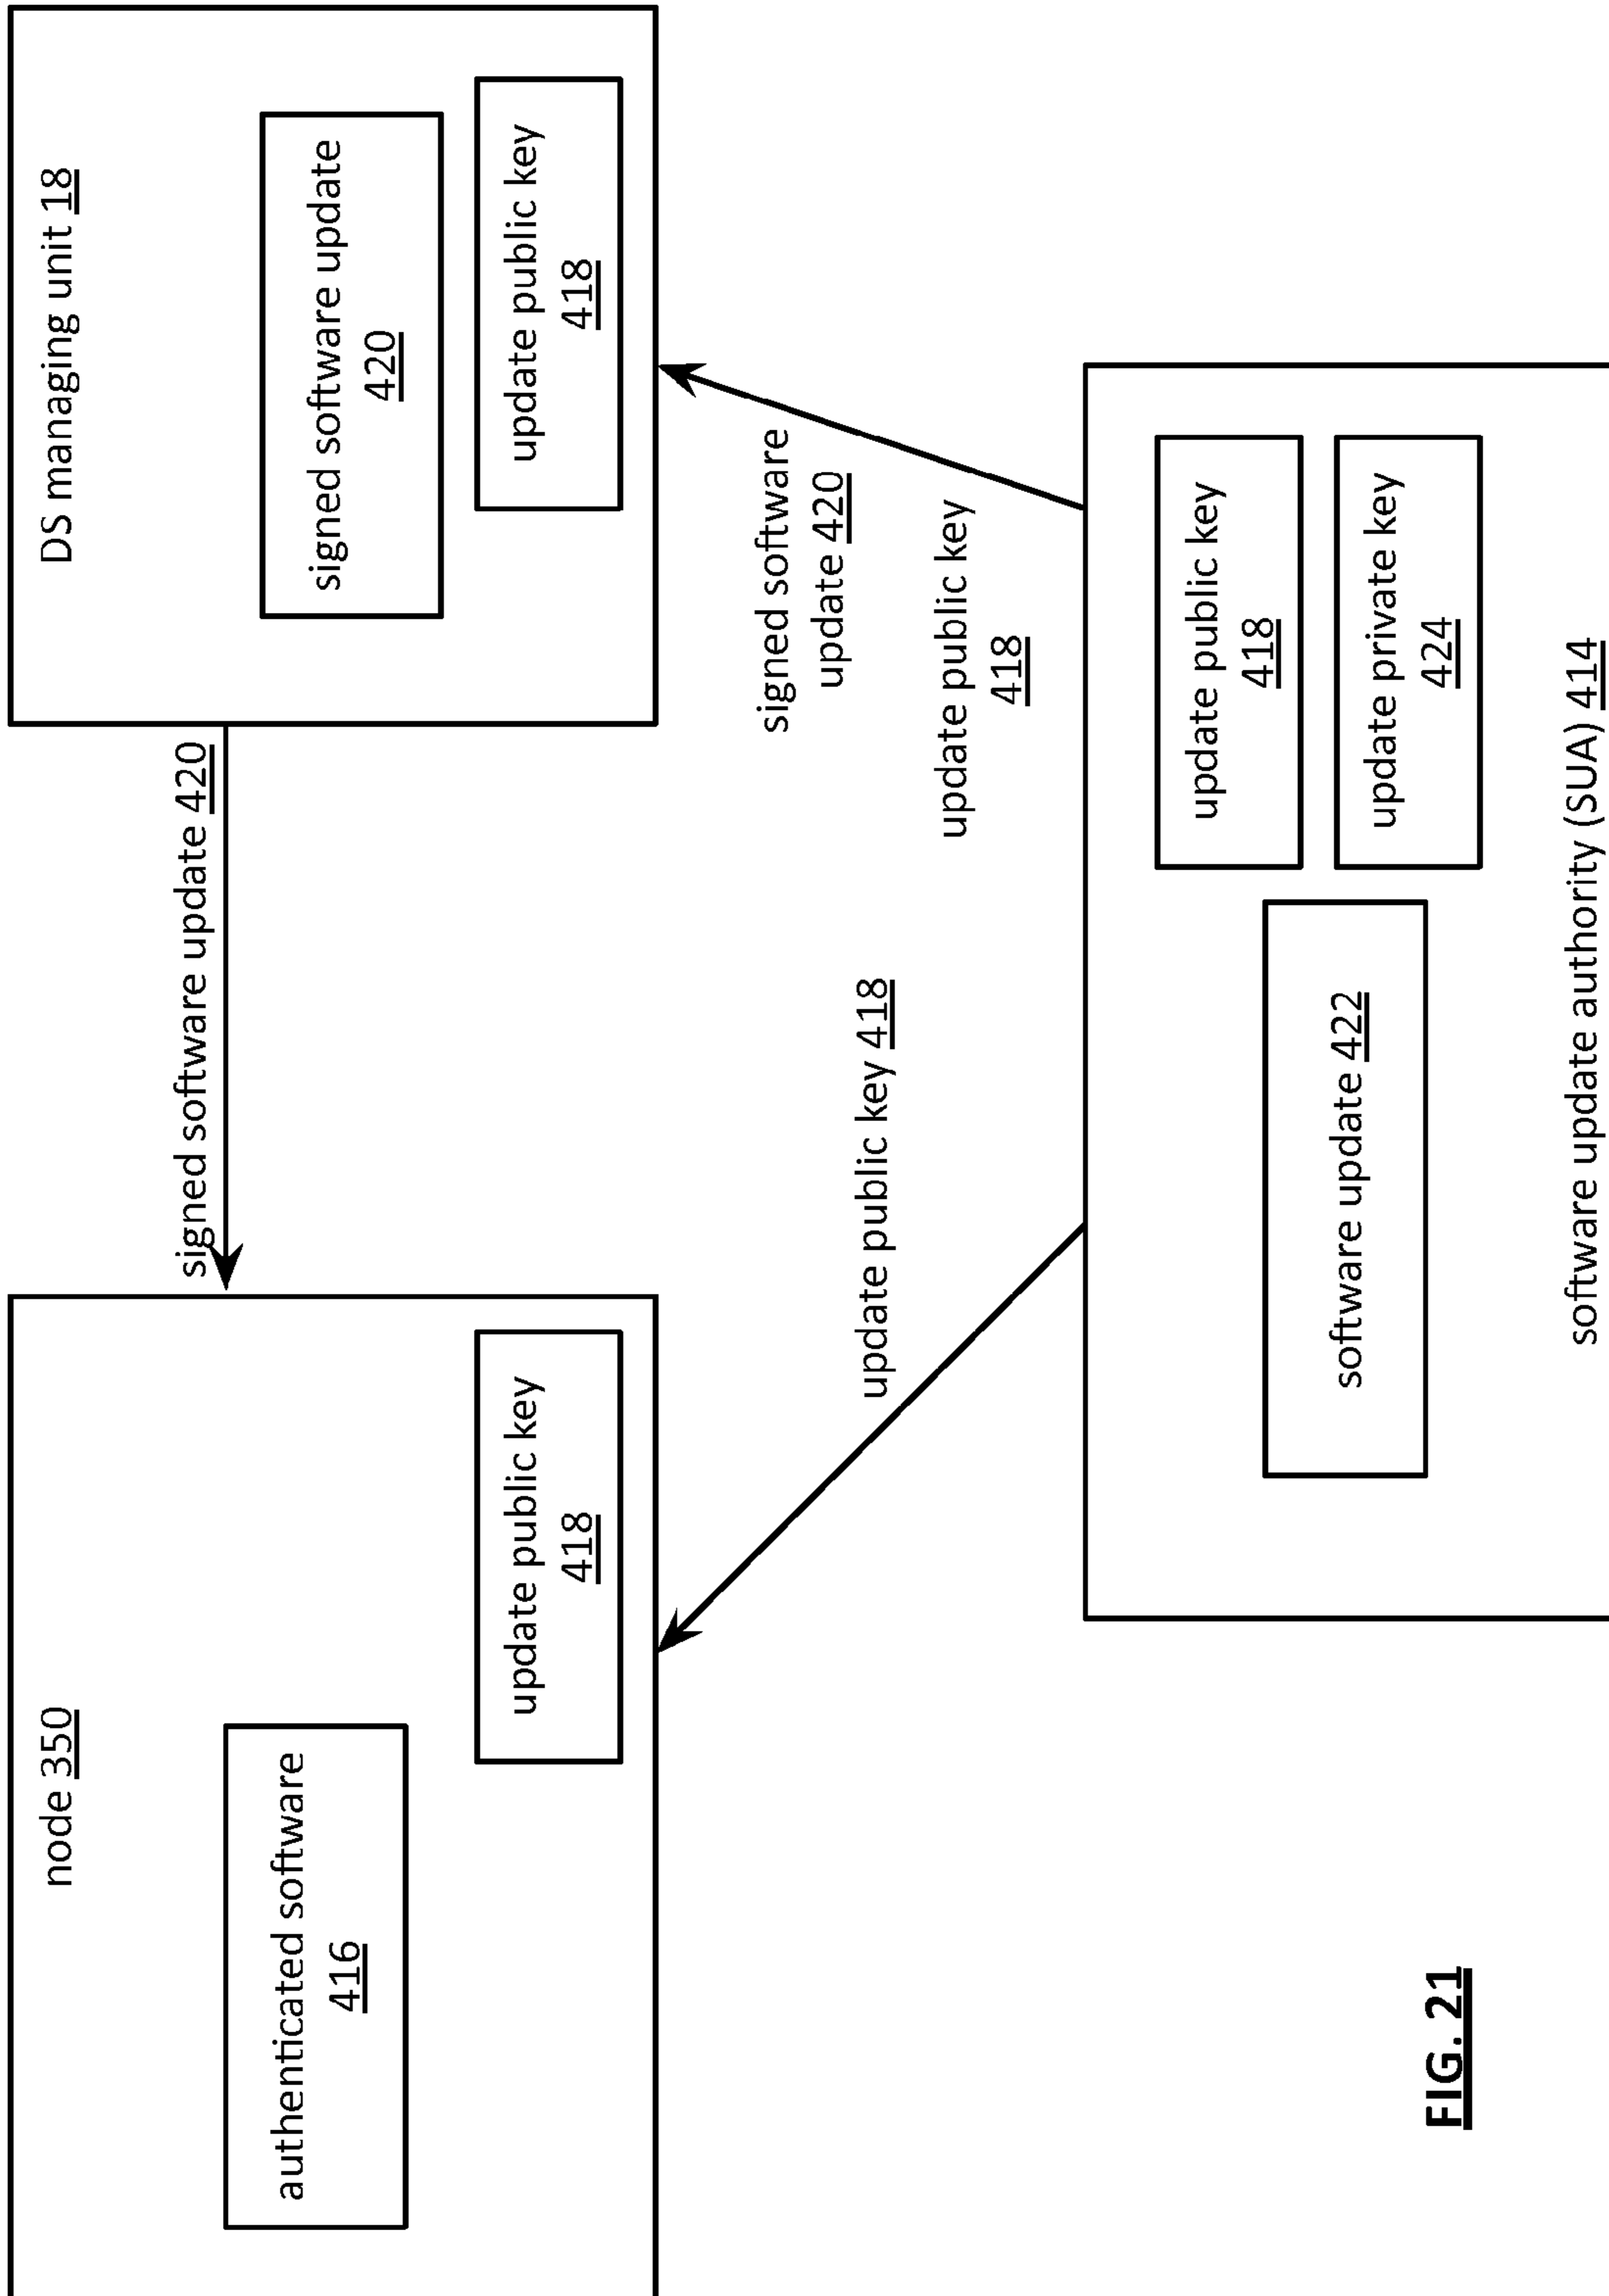 node 350
authenticated software
416
update public key
418
signed software update 420
DS managing unit 18
signed software update
420
update public key
418
update public key 418
signed software
update 420
update public key
418
software update 422
update public key
418
update private key
424
software update authority (SUA) 414
FIG. 21